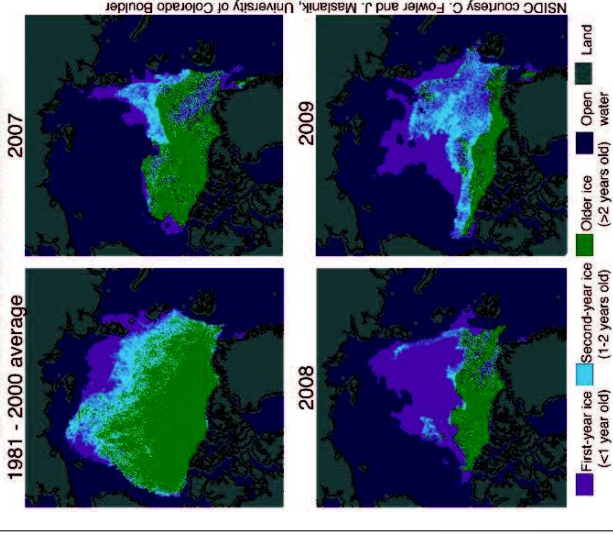 1981 - 2000 average
2007
2008
2009
First-year ice
(<1 year old)
Second-year ice
(1-2 years old)
Older ice
(>2 years old)
Open
water
Land
NSIDC courtesy C. Fowler and J. Maslanik, University of Colorado Boulder